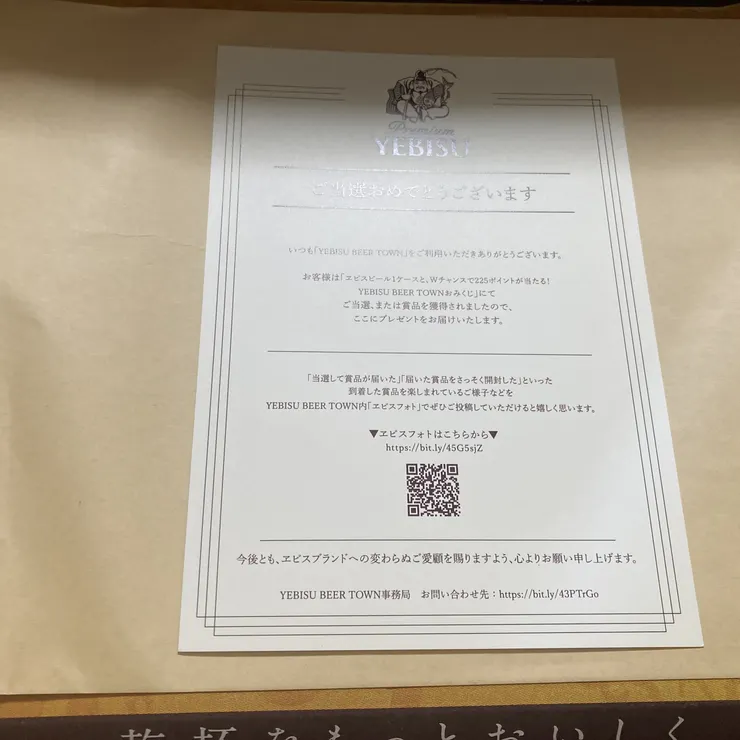 Premium
YEBISU
ご当選おめでとうございます
いつも「YEBISU BEER TOWN」をご利用いただきありがとうございます。
お客様は「ヱビスビール1ケースと、Wチャンスで225ポイントが当たる!
YEBISU BEER TOWNおみくじ」にて
ご当選、または賞品を獲得されましたので、
ここにプレゼントをお届けいたします。
「当選して賞品が届いた」「届いた賞品をさっそく開封した」といった
到着した賞品を楽しまれているご様子などを
YEBISU BEER TOWN内「ヱビスフォト」でぜひご投稿していただけると嬉しく思います。
▼ヱビスフォトはこちらから▼
https://bit.ly/45G5sjZ
今後とも、ヱビスブランドへの変わらぬご愛顧を賜りますよう、心よりお願い申し上げます。
YEBISU BEER TOWN事務局 お問い合わせ先:https://bit.ly/43PTrGo
乾杯をもっとおいしく